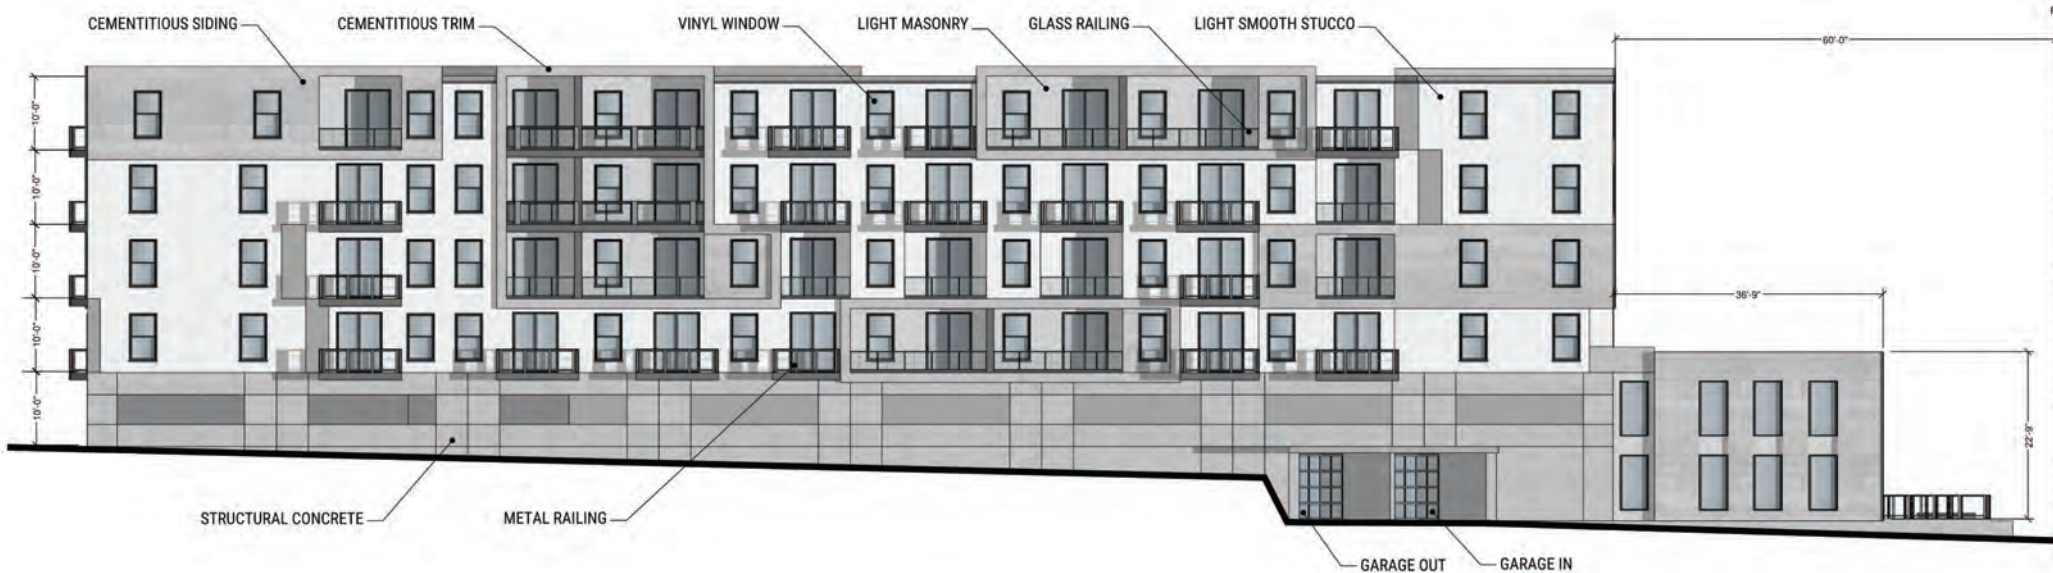 CEMENTITIOUS SIDING
CEMENTITIOUS TRIM
VINYL WINDOW
LIGHT MASONRY
GLASS RAILING
LIGHT SMOOTH STUCCO
60'-0"
10'-0"
10'-0"
10'-0"
10'-0"
10'-0"
36'-9"
22'-9"
STRUCTURAL CONCRETE
METAL RAILING
GARAGE OUT
GARAGE IN